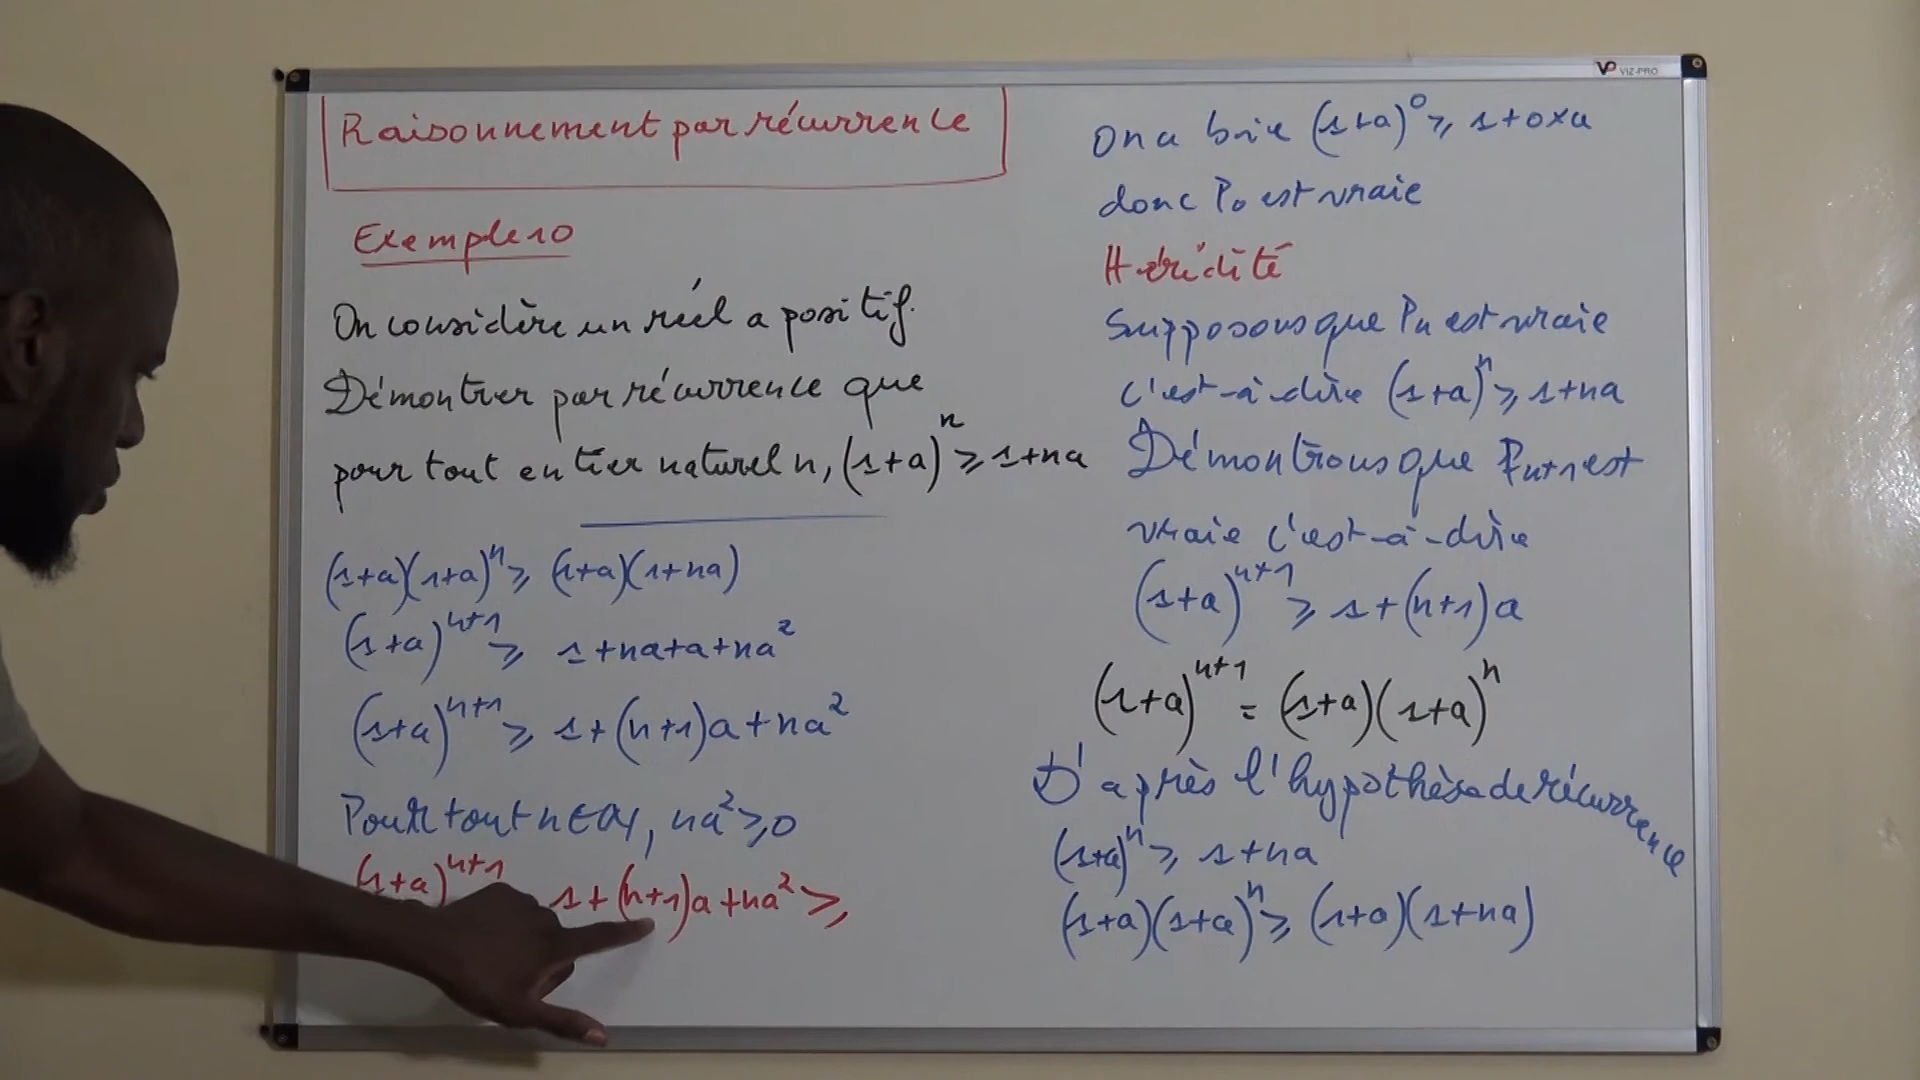 VIZ-PRO
Raisonnement par récurrence
Exemple 10
On considère un réel a positif.
Démontrer par récurrence que
pour tout entier naturel n, (1+a)^n ≥ 1+na
(1+a)(1+a)^n ≥ (1+a)(1+na)
(1+a)^{n+1} ≥ 1+na+a+na²
(1+a)^{n+1} ≥ 1+(n+1)a+na²
Pour tout n ∈ ℕ, na² ≥ 0
(1+a)^{n+1} 1+(n+1)a+na² ≥
On a (1+a)^0 ≥ 1+0×a
donc P₀ est vraie
Hérédité
Supposons que Pn est vraie
c'est-à-dire (1+a)^n ≥ 1+na
Démontrons que Pn+1 est
vraie c'est-à-dire
(1+a)^{n+1} ≥ 1+(n+1)a
(1+a)^{n+1} = (1+a)(1+a)^n
D'après l'hypothèse de récurrence
(1+a)^n ≥ 1+na
(1+a)(1+a)^n ≥ (1+a)(1+na)